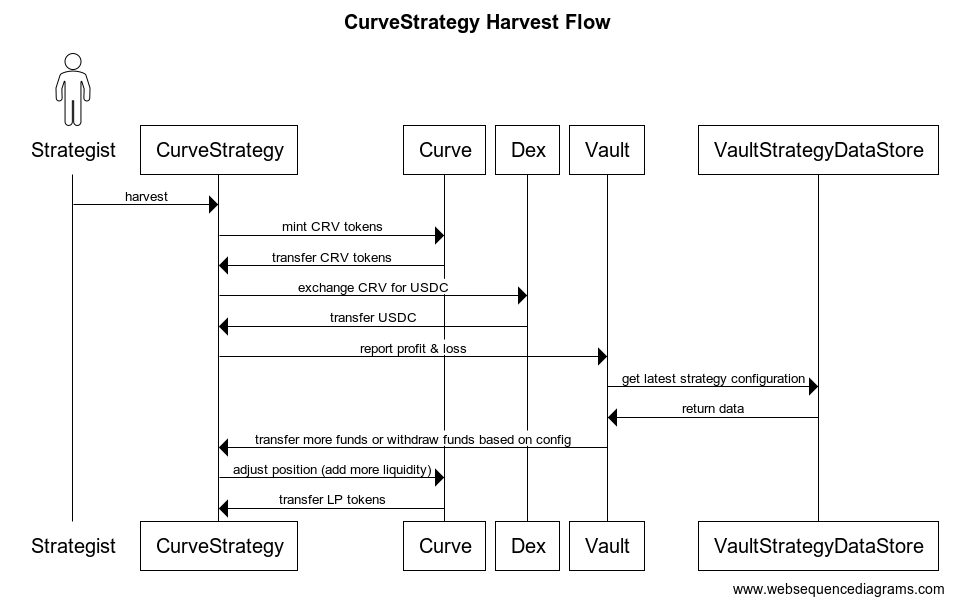 CurveStrategy Harvest Flow
Strategist
CurveStrategy
Curve
Dex
Vault
VaultStrategyDataStore
harvest
mint CRV tokens
transfer CRV tokens
exchange CRV for USDC
transfer USDC
report profit & loss
get latest strategy configuration
return data
transfer more funds or withdraw funds based on config
adjust position (add more liquidity)
transfer LP tokens
Strategist
CurveStrategy
Curve
Dex
Vault
VaultStrategyDataStore
www.websequencediagrams.com